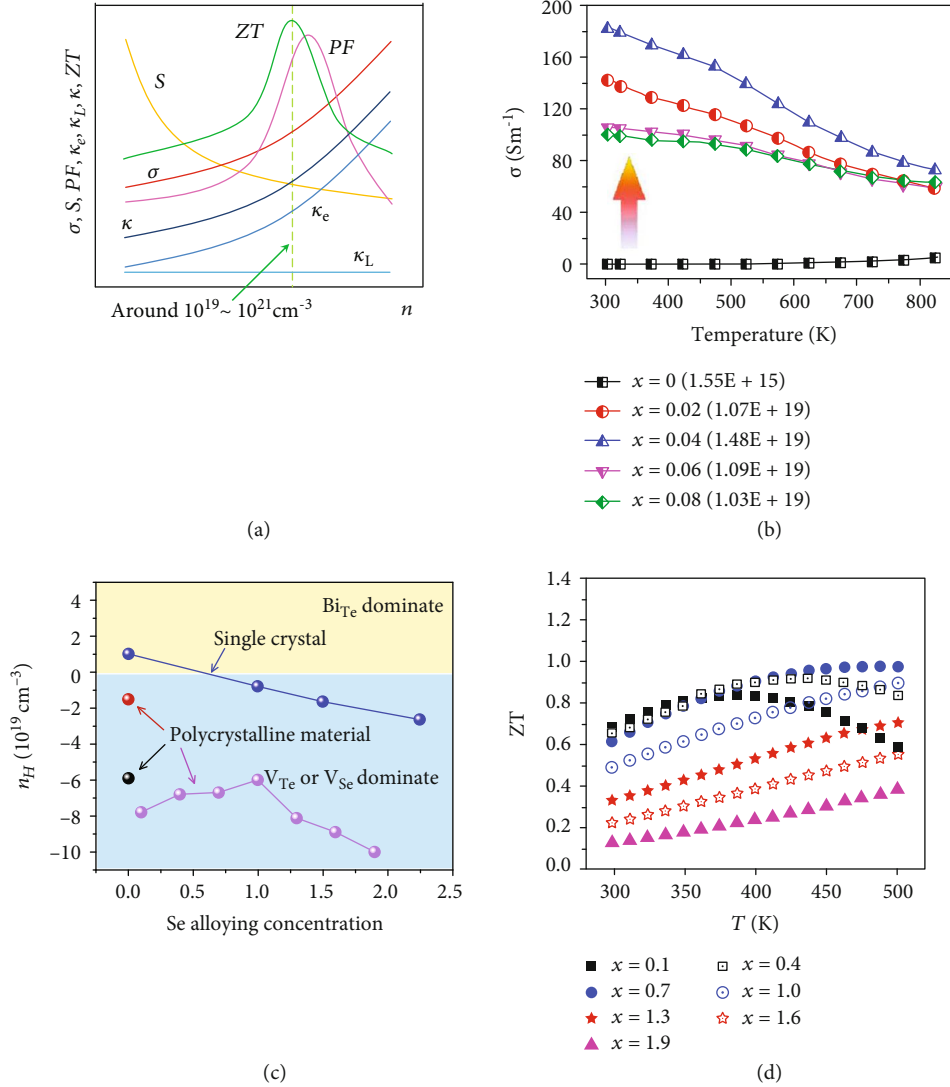 (a)
σ, S, PF, κe, κL, κ, ZT
ZT
PF
S
σ
κ
κe
κL
Around 10^19 ~ 10^21 cm−3
n
(b)
σ (Sm−1)
200
160
120
80
40
0
300 400 500 600 700 800
Temperature (K)
x = 0 (1.55E + 15)
x = 0.02 (1.07E + 19)
x = 0.04 (1.48E + 19)
x = 0.06 (1.09E + 19)
x = 0.08 (1.03E + 19)
(a)
(b)
nH (10^19 cm−3)
4
2
0
−2
−4
−6
−8
−10
BiTe dominate
Single crystal
Polycrystalline material
VTe or VSe dominate
0.0 0.5 1.0 1.5 2.0 2.5
Se alloying concentration
(c)
ZT
1.4
1.2
1.0
0.8
0.6
0.4
0.2
0.0
300 350 400 450 500
T (K)
x = 0.1 x = 0.4
x = 0.7 x = 1.0
x = 1.3 x = 1.6
x = 1.9
(d)